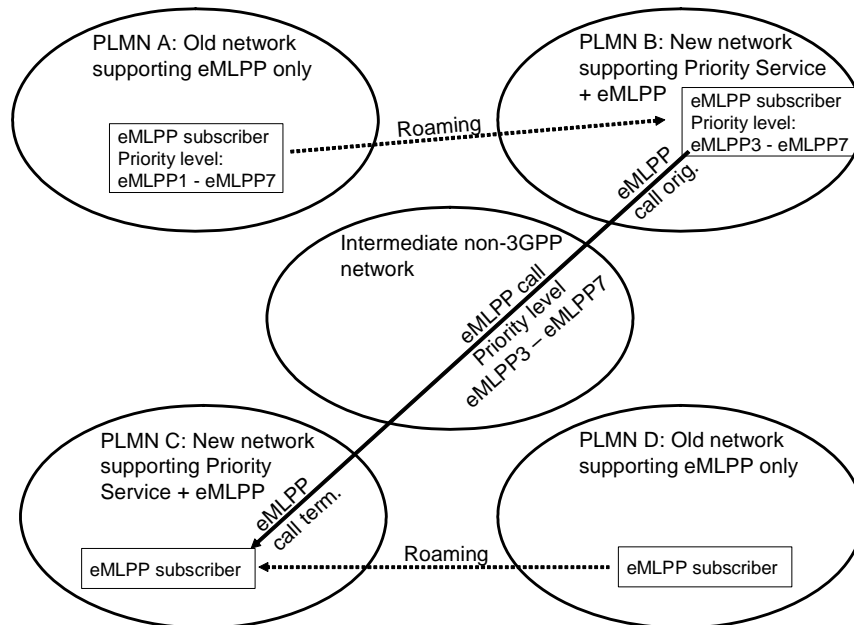 PLMN A: Old network
supporting eMLPP only
eMLPP subscriber
Priority level:
eMLPP1 - eMLPP7
Roaming
PLMN B: New network
supporting Priority Service
+ eMLPP
eMLPP subscriber
Priority level:
eMLPP3 - eMLPP7
eMLPP
call orig.
Intermediate non-3GPP
network
eMLPP call
Priority level
eMLPP3 – eMLPP7
PLMN C: New network
supporting Priority
Service + eMLPP
eMLPP
call term.
eMLPP subscriber
Roaming
PLMN D: Old network
supporting eMLPP only
eMLPP subscriber